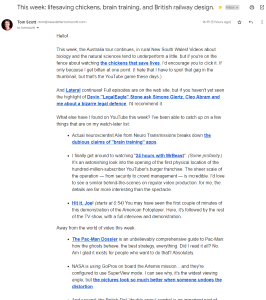 This week: lifesaving chickens, brain training, and British railway design.
Tom Scott
to me
Hello!
This week, the Australia tour continues, in rural New South Wales! Videos about
biology and the natural sciences tend to underperform a little, but if you're on the
fence about watching the chickens that save lives, I'd encourage you to click it. If
only because I got bitten at one point. (I hate that I have to spell that gag in the
thumbnail, but that's the YouTube game these days.)
And Lateral continues! Full episodes are on the web site, but if you haven't yet seen
the highlight of Devin "LegalEagle" Stone ask Simone Giertz, Cleo Abram and
me about a bizarre legal defence, I'd recommend it.
What else have I found on YouTube this week? I've been able to catch up on a few
things that are on my watch-later list!
Actual neuroscientist Alie from Neuro Transmissions breaks down the
dubious claims of "brain training" apps
I finally got around to watching "24 hours with MrBeast" (Some profanity.)
It's an astonishing look into the opening of the first physical location of the
hundred-million-subscriber YouTuber's burger franchise. The sheer scale of
the operation — from security to crowd management — is incredible. I'd love
to see a similar behind-the-scenes on regular video production: for me, the
details are far more interesting than the spectacle.
Hit it, Joe! (starts at 0:50) You may have seen the first couple of minutes of
this demonstration of the American Fotoplayer. Here, it's followed by the rest
of the TV show, with a full interview and demonstration.
Away from the world of video this week:
The Pac-Man Dossier is an unbelievably comprehensive guide to Pac-Man:
how the ghosts behave, the best strategy, everything. Did I read it all? No.
Am I glad it exists for people who want to do that? Absolutely.
NASA is using GoPros on board the Artemis mission... and they're
configured to use SuperView mode. I can see why, it's the widest viewing
angle, but the pictures look so much better when someone undoes the
distortion.